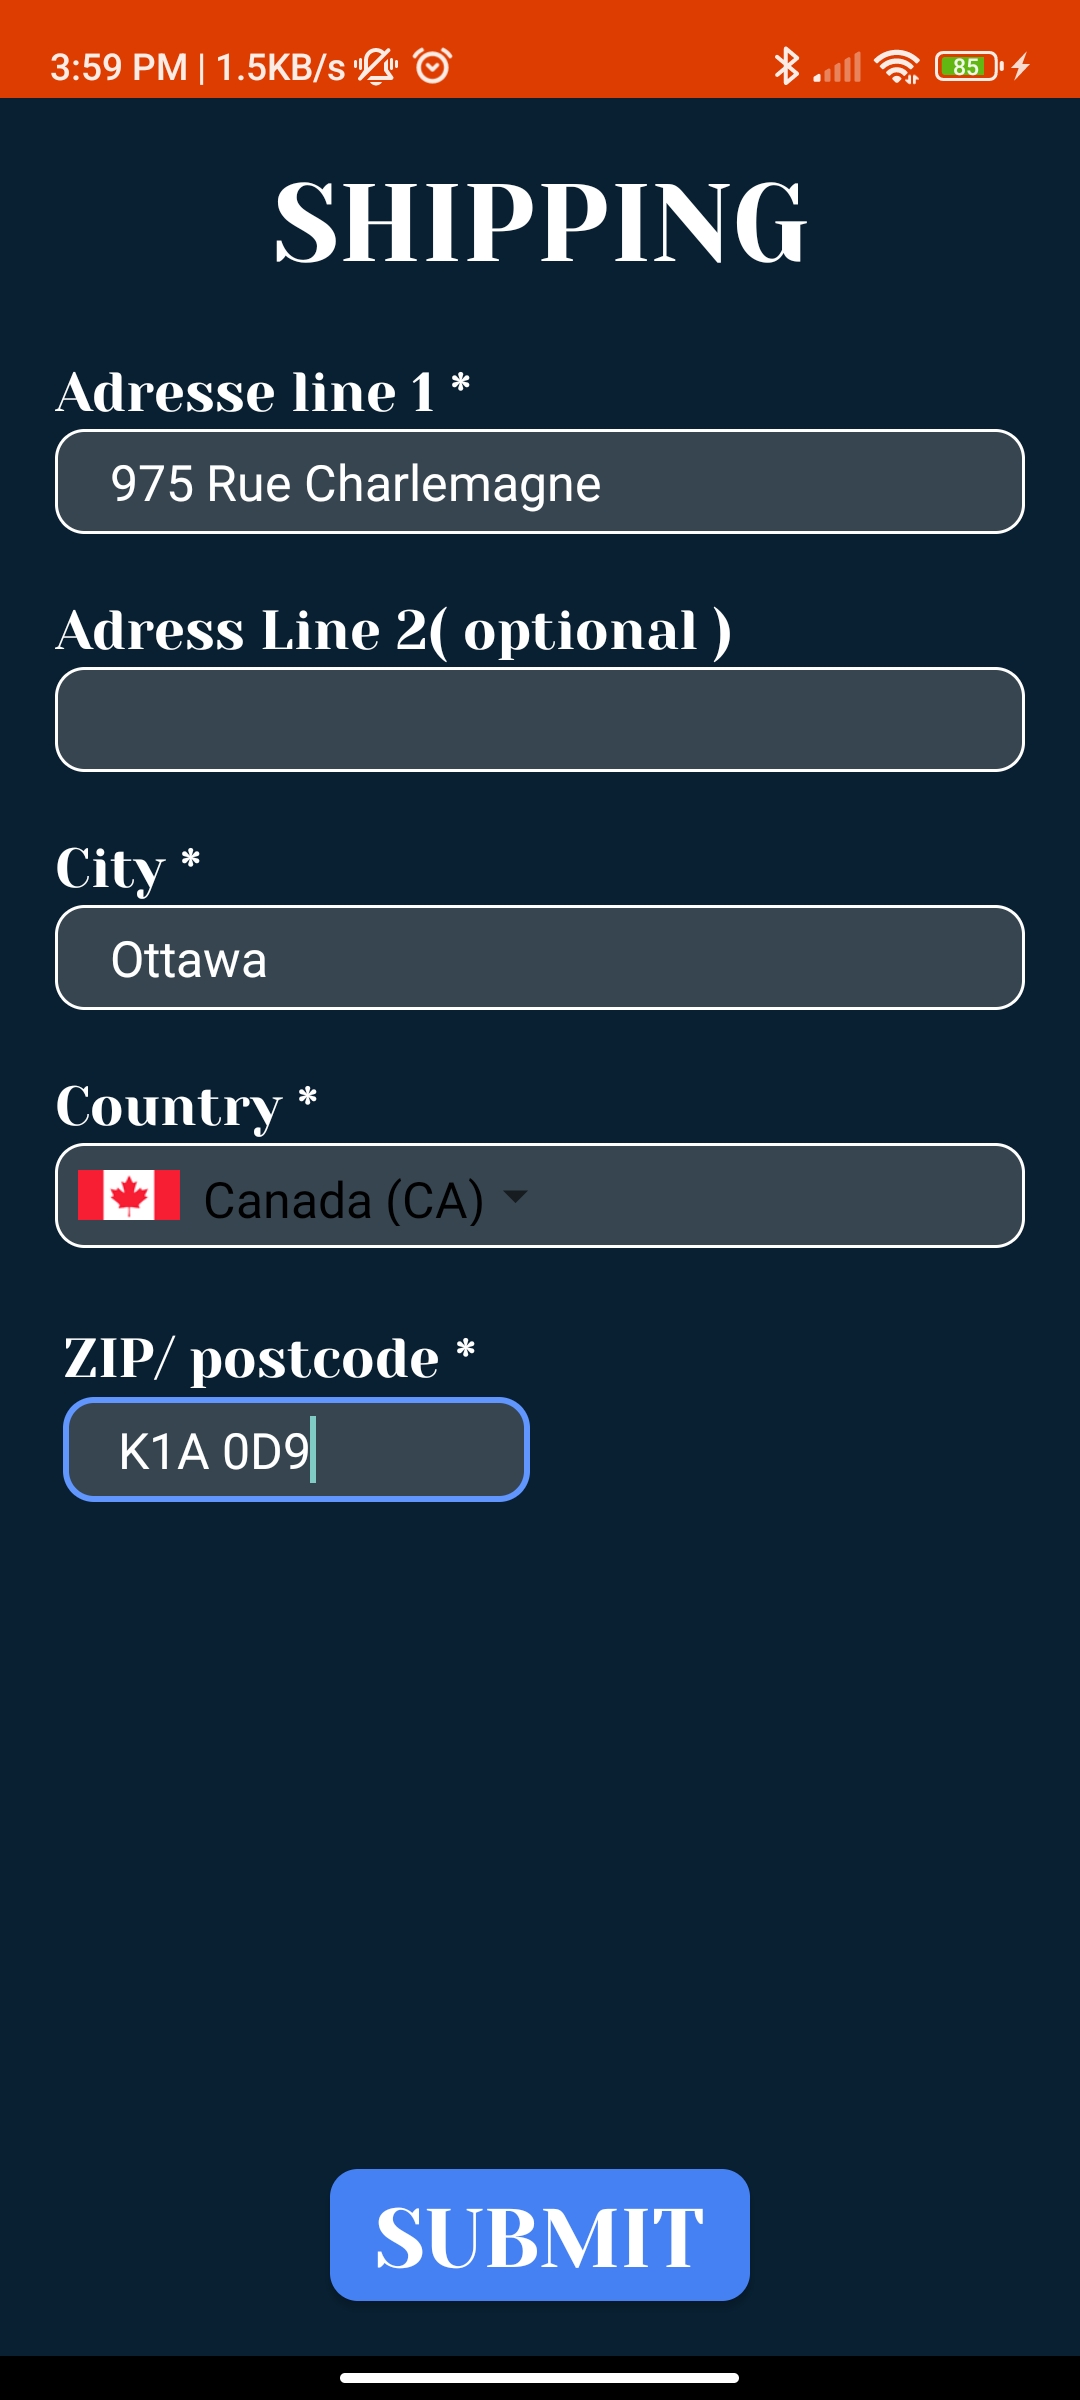 3:59 PM | 1.5KB/s 85
SHIPPING
Adresse line 1 *
975 Rue Charlemagne
Adress Line 2( optional )
City *
Ottawa
Country *
Canada (CA)
ZIP/ postcode *
K1A 0D9
SUBMIT